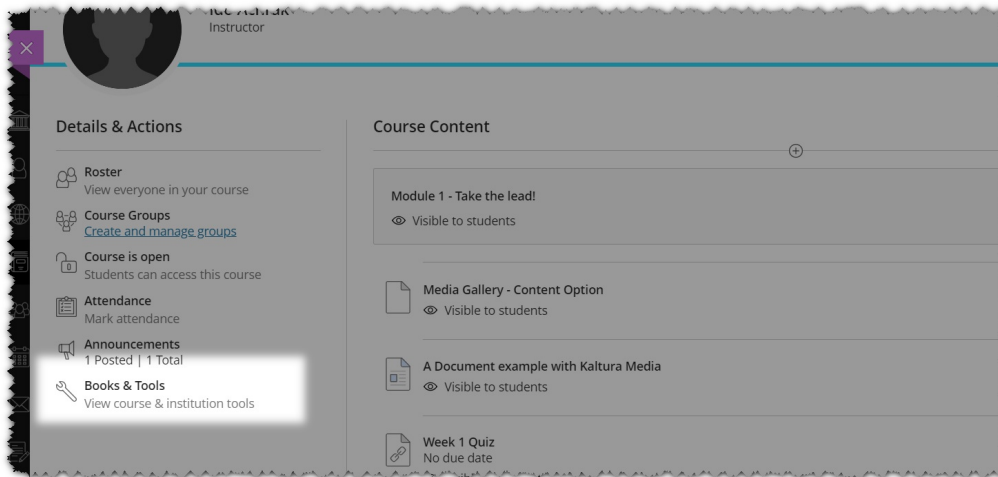 Instructor
Details & Actions
Roster
View everyone in your course
Course Groups
Create and manage groups
Course is open
Students can access this course
Attendance
Mark attendance
Announcements
1 Posted | 1 Total
Books & Tools
View course & institution tools
Course Content
Module 1 - Take the lead!
Visible to students
Media Gallery - Content Option
Visible to students
A Document example with Kaltura Media
Visible to students
Week 1 Quiz
No due date